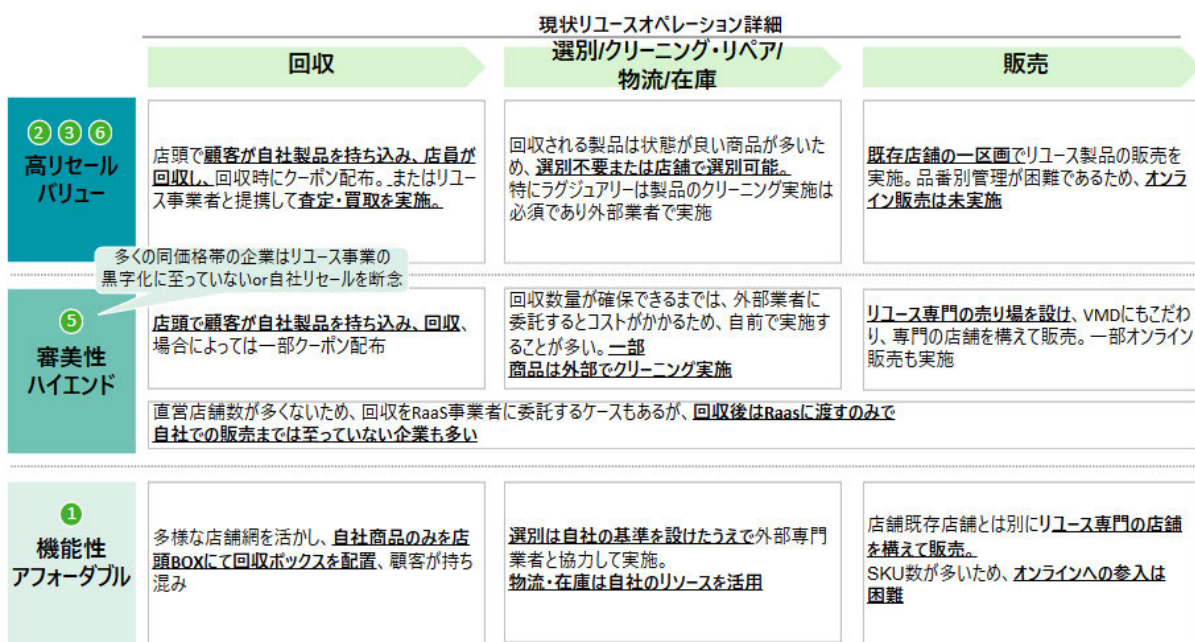 現状リユースオペレーション詳細
回収
選別/クリーニング・リペア/
物流/在庫
販売
② ③ ⑥
高リセール
バリュー
店頭で顧客が自社製品を持ち込み、店員が
回収し、回収時にクーポン配布。またはリユー
ス事業者と提携して査定・買取を実施。
回収される製品は状態が良い商品が多いた
め、選別不要または店舗で選別可能。
特にラグジュアリーは製品のクリーニング実施は
必須であり外部業者で実施
既存店舗の一区画でリユース製品の販売を
実施。品番別管理が困難であるため、オンラ
イン販売は未実施
多くの同価格帯の企業はリユース事業の
黒字化に至っていないor自社リセールを断念
⑤
審美性
ハイエンド
店頭で顧客が自社製品を持ち込み、回収、
場合によっては一部クーポン配布
回収数量が確保できるまでは、外部業者に
委託するとコストがかかるため、自前で実施す
ることが多い。一部
商品は外部でクリーニング実施
リユース専門の売り場を設け、VMDにもこだわ
り、専門の店舗を構えて販売。一部オンライン
販売も実施
直営店舗数が多くないため、回収をRaaS事業者に委託するケースもあるが、回収後はRaasに渡すのみで
自社での販売までは至っていない企業も多い
①
機能性
アフォーダブル
多様な店舗網を活かし、自社商品のみを店
頭BOXにて回収ボックスを配置、顧客が持ち
混み
選別は自社の基準を設けたうえで外部専門
業者と協力して実施。
物流・在庫は自社のリソースを活用
店舗既存店舗とは別にリユース専門の店舗
を構えて販売。
SKU数が多いため、オンラインへの参入は
困難